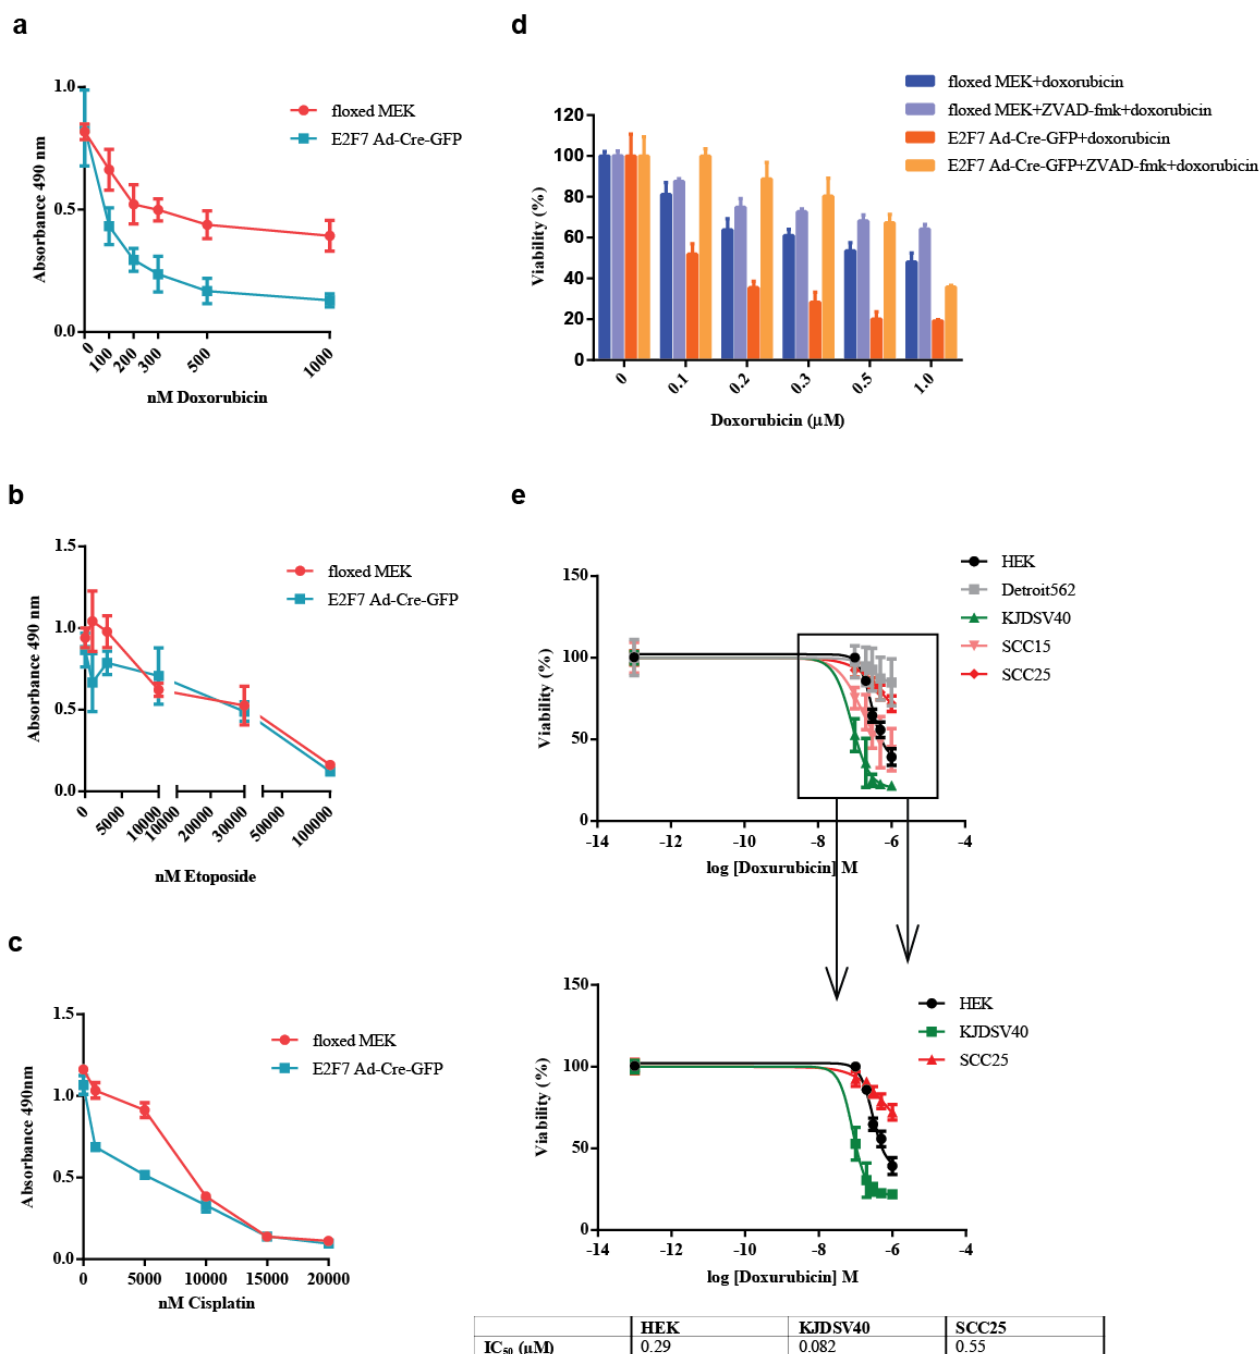 a
1.0
0.5
0.0
Absorbance 490 nm
0
100
200
300
500
1000
nM Doxorubicin
floxed MEK
E2F7 Ad-Cre-GFP
d
120
100
80
60
40
20
0
Viability (%)
0
0.1
0.2
0.3
0.5
1.0
Doxorubicin (µM)
floxed MEK+doxorubicin
floxed MEK+ZVAD-fmk+doxorubicin
E2F7 Ad-Cre-GFP+doxorubicin
E2F7 Ad-Cre-GFP+ZVAD-fmk+doxorubicin
b
1.5
1.0
0.5
0.0
Absorbance 490 nm
0
5000
10000
10000
20000
30000
50000
100000
nM Etoposide
floxed MEK
E2F7 Ad-Cre-GFP
c
1.5
1.0
0.5
0.0
Absorbance 490nm
0
5000
10000
15000
20000
nM Cisplatin
floxed MEK
E2F7 Ad-Cre-GFP
e
150
100
50
0
Viability (%)
-14
-12
-10
-8
-6
-4
log [Doxurubicin] M
HEK
Detroit562
KJDSV40
SCC15
SCC25
150
100
50
0
Viability (%)
-14
-12
-10
-8
-6
-4
log [Doxurubicin] M
HEK
KJDSV40
SCC25
HEK KJDSV40 SCC25
IC50 (µM) 0.29 0.082 0.55